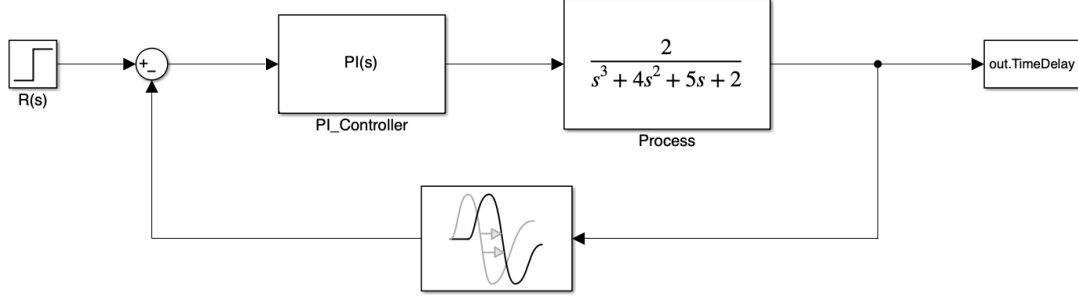 +
−
R(s)
PI(s)
PI_Controller
2
s³ + 4s² + 5s + 2
Process
out.TimeDelay